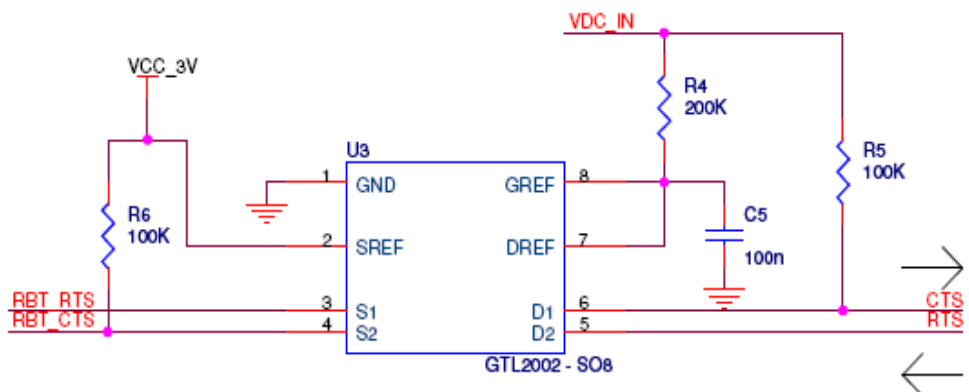 VDC_IN
VCC_3V
R4
200K
U3
R5
100K
1
GND
GREF
8
R6
100K
C5
100n
2
SREF
DREF
7
RBT_RTS
3
S1
D1
6
CTS
RBT_CTS
4
S2
D2
5
RTS
GTL2002 - SO8